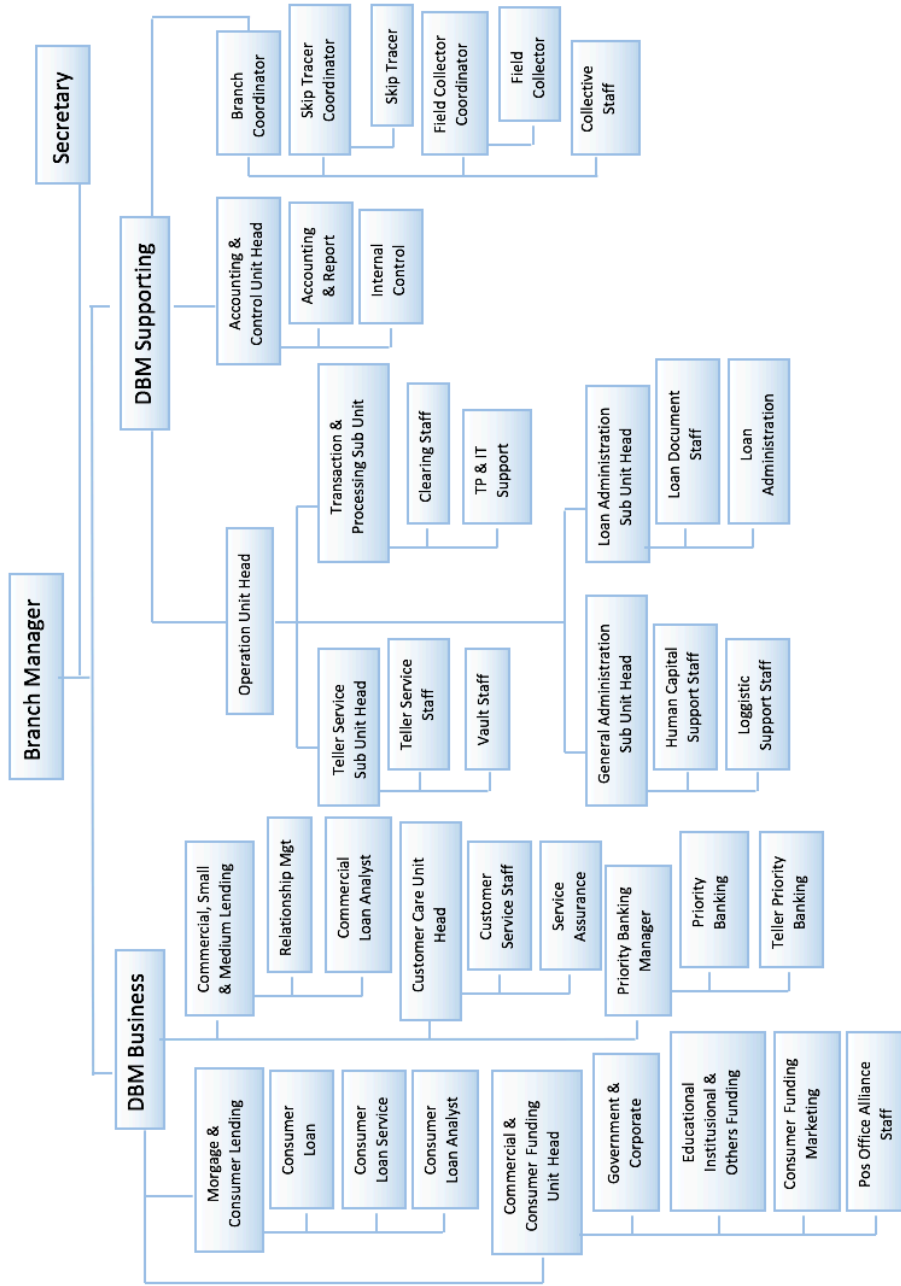 Branch Manager
Secretary
DBM Business
DBM Supporting
Morgage &
Consumer Lending
Consumer
Loan
Consumer
Loan Service
Consumer
Loan Analyst
Commercial &
Consumer Funding
Unit Head
Government &
Corporate
Educational
Institusional &
Others Funding
Consumer Funding
Marketing
Pos Office Alliance
Staff
Commercial, Small
& Medium Lending
Relationship Mgt
Commercial
Loan Analyst
Customer Care Unit
Head
Customer
Service Staff
Service
Assurance
Priority Banking
Manager
Priority
Banking
Teller Priority
Banking
Operation Unit Head
Teller Service
Sub Unit Head
Teller Service
Staff
Vault Staff
Transaction &
Processing Sub Unit
Clearing Staff
TP & IT
Support
General Administration
Sub Unit Head
Human Capital
Support Staff
Loggistic
Support Staff
Loan Administration
Sub Unit Head
Loan Document
Staff
Loan
Administration
Accounting &
Control Unit Head
Accounting
& Report
Internal
Control
Branch
Coordinator
Skip Tracer
Coordinator
Skip Tracer
Field Collector
Coordinator
Field
Collector
Collective
Staff